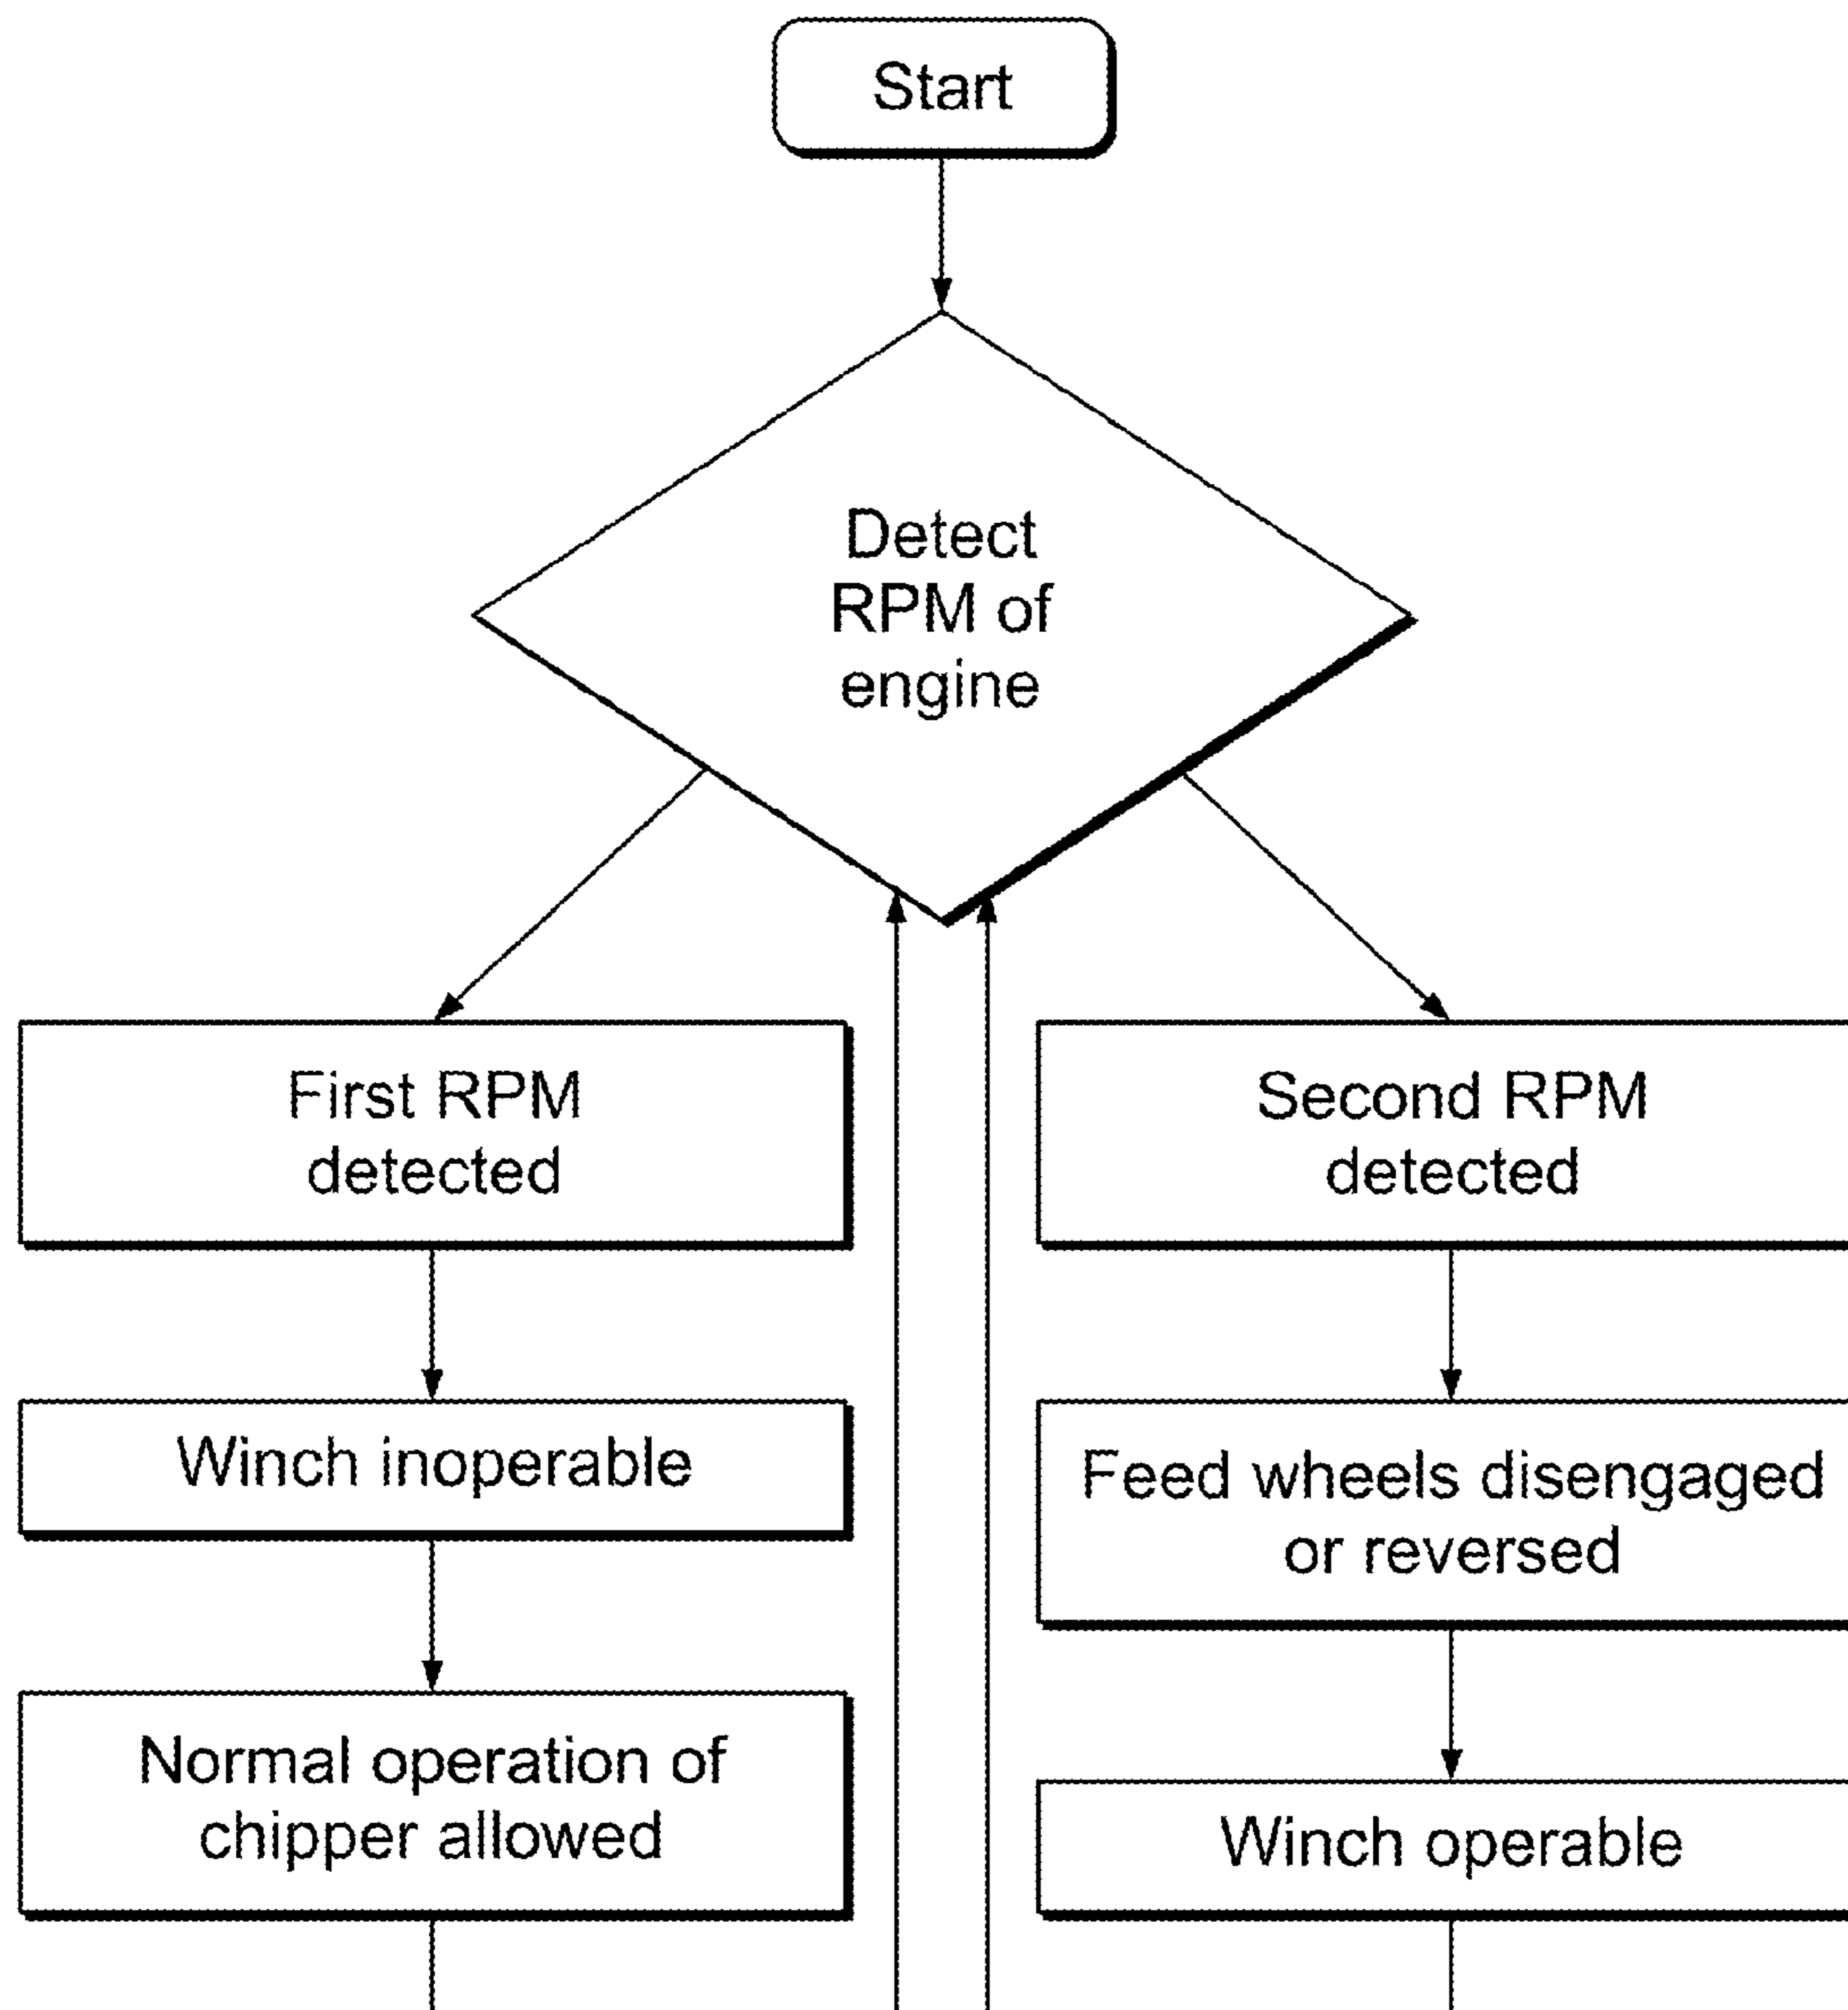 Start
Detect
RPM of
engine
First RPM
detected
Second RPM
detected
Winch inoperable
Feed wheels disengaged
or reversed
Normal operation of
chipper allowed
Winch operable